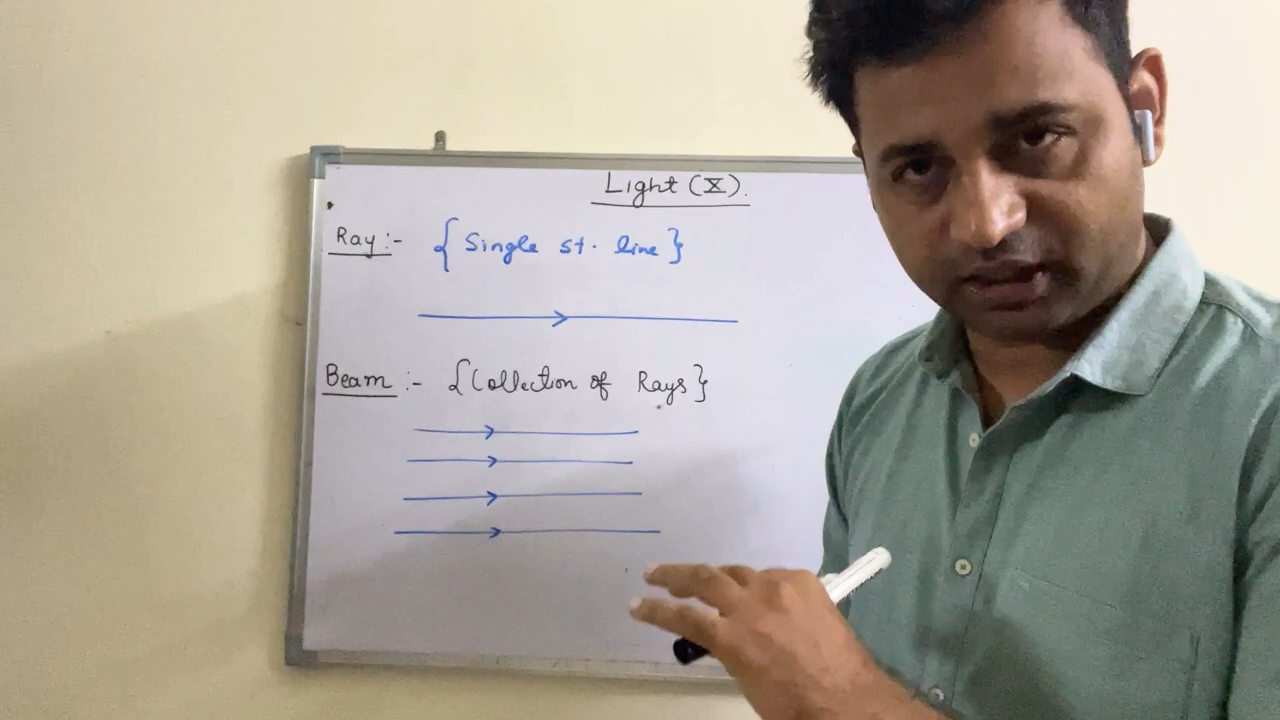 Light (X).
Ray :- {Single st. line}
Beam :- {Collection of Rays}